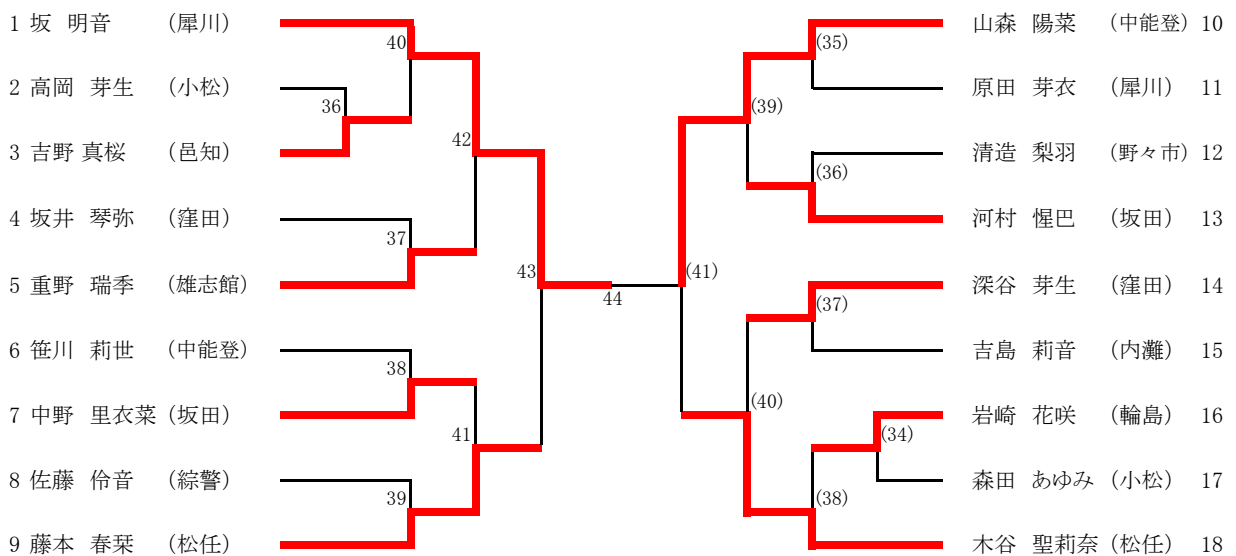 1 坂 明音 (犀川)
2 高岡 芽生 (小松)
3 吉野 真桜 (邑知)
4 坂井 琴弥 (窪田)
5 重野 瑞季 (雄志館)
6 笹川 莉世 (中能登)
7 中野 里衣菜 (坂田)
8 佐藤 伶音 (綜警)
9 藤本 春栞 (松任)
40
36
42
37
43
38
41
39
44
山森 陽菜 (中能登) 10
原田 芽衣 (犀川) 11
清造 梨羽 (野々市) 12
河村 惺巴 (坂田) 13
深谷 芽生 (窪田) 14
吉島 莉音 (内灘) 15
岩崎 花咲 (輪島) 16
森田 あゆみ (小松) 17
木谷 聖莉奈 (松任) 18
(35)
(39)
(36)
(41)
(37)
(40)
(34)
(38)